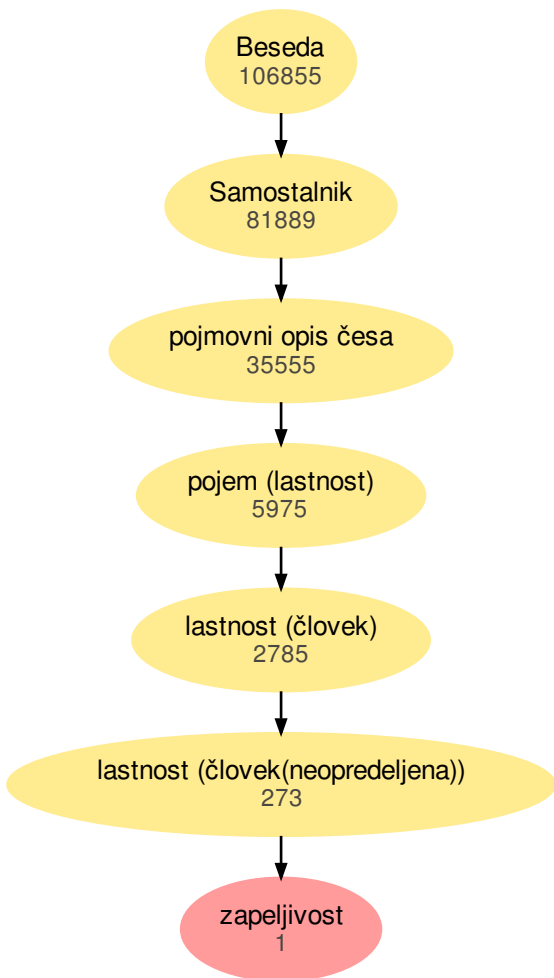 Beseda
106855
Samostalnik
81889
pojmovni opis česa
35555
pojem (lastnost)
5975
lastnost (človek)
2785
lastnost (človek(neopredeljena))
273
zapeljivost
1